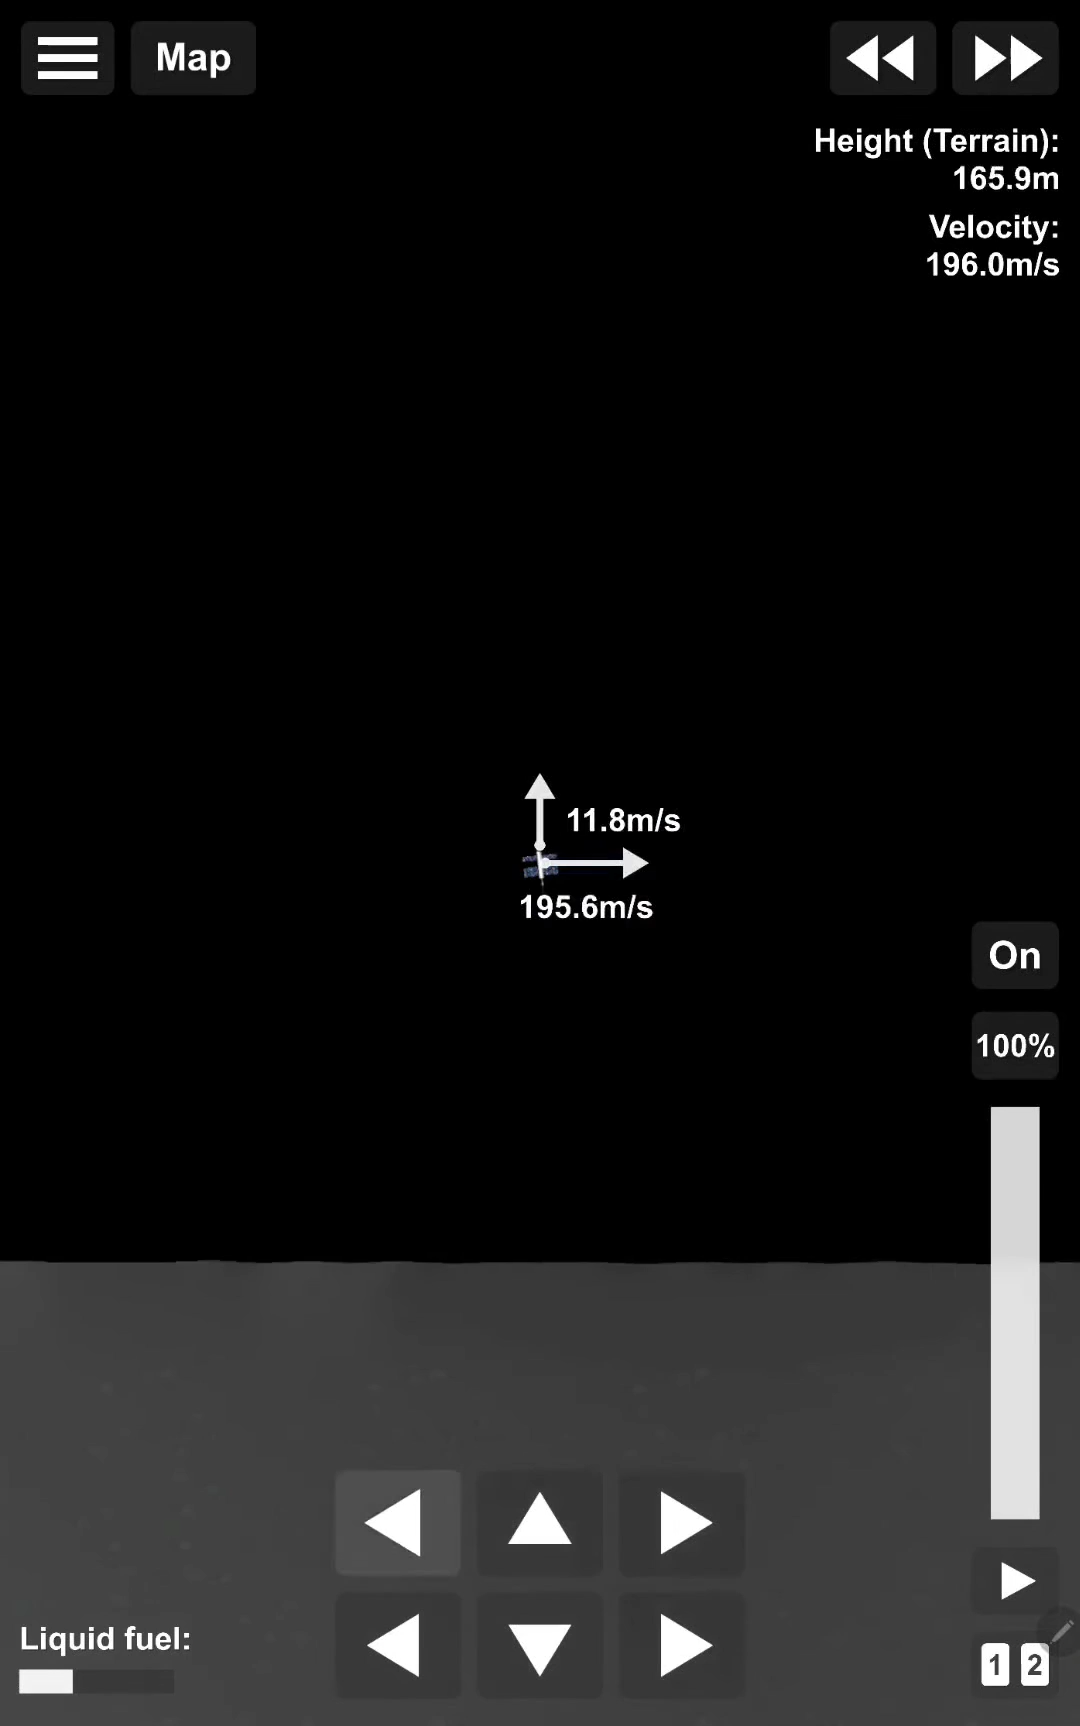 Map
Height (Terrain):
165.9m
Velocity:
196.0m/s
11.8m/s
195.6m/s
On
100%
Liquid fuel:
1 2